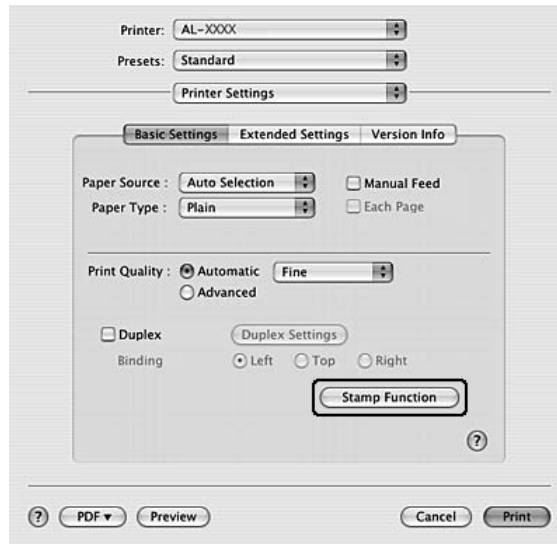 Printer: AL-XXXX
Presets: Standard
Printer Settings
Basic Settings Extended Settings Version Info
Paper Source : Auto Selection Manual Feed
Paper Type : Plain Each Page
Print Quality : Automatic Fine
Advanced
Duplex Duplex Settings
Binding Left Top Right
Stamp Function
?
? PDF ▼ Preview Cancel Print